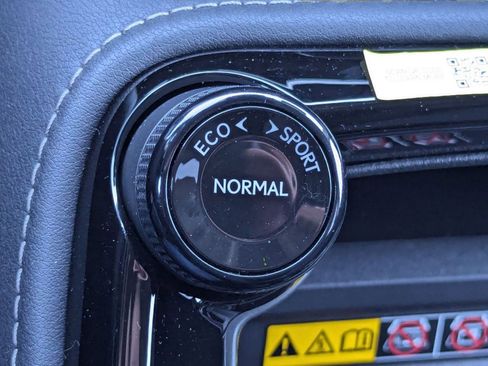 ECO < > SPORT
NORMAL